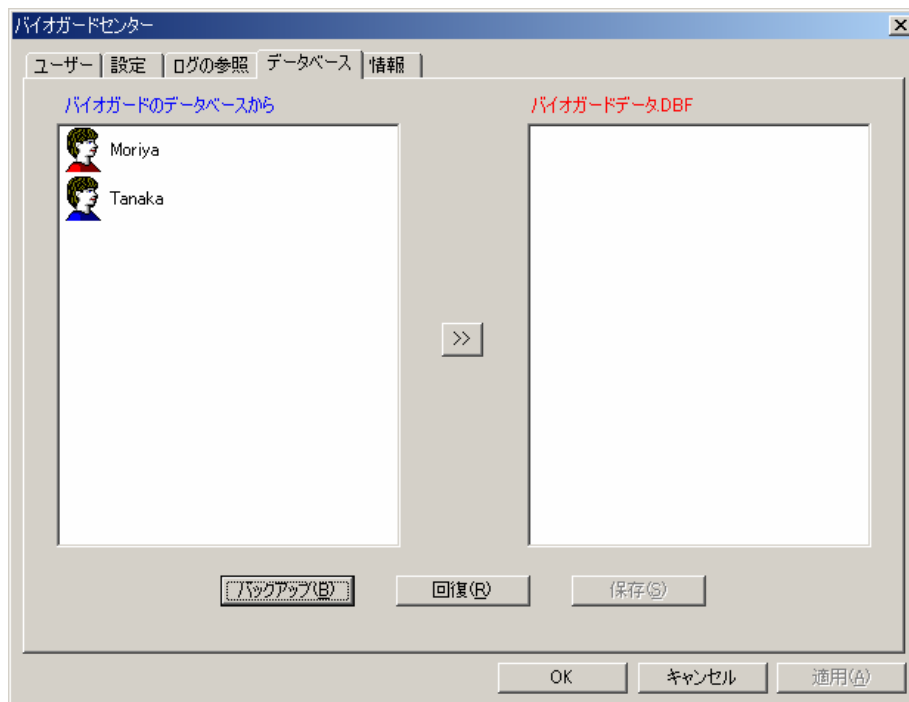 バイオガードセンター
ユーザー 設定 ログの参照 データベース 情報
バイオガードのデータベースから バイオガードデータ.DBF
Moriya
Tanaka
>>
バックアップ(B) 回復(R) 保存(S)
OK キャンセル 適用(A)